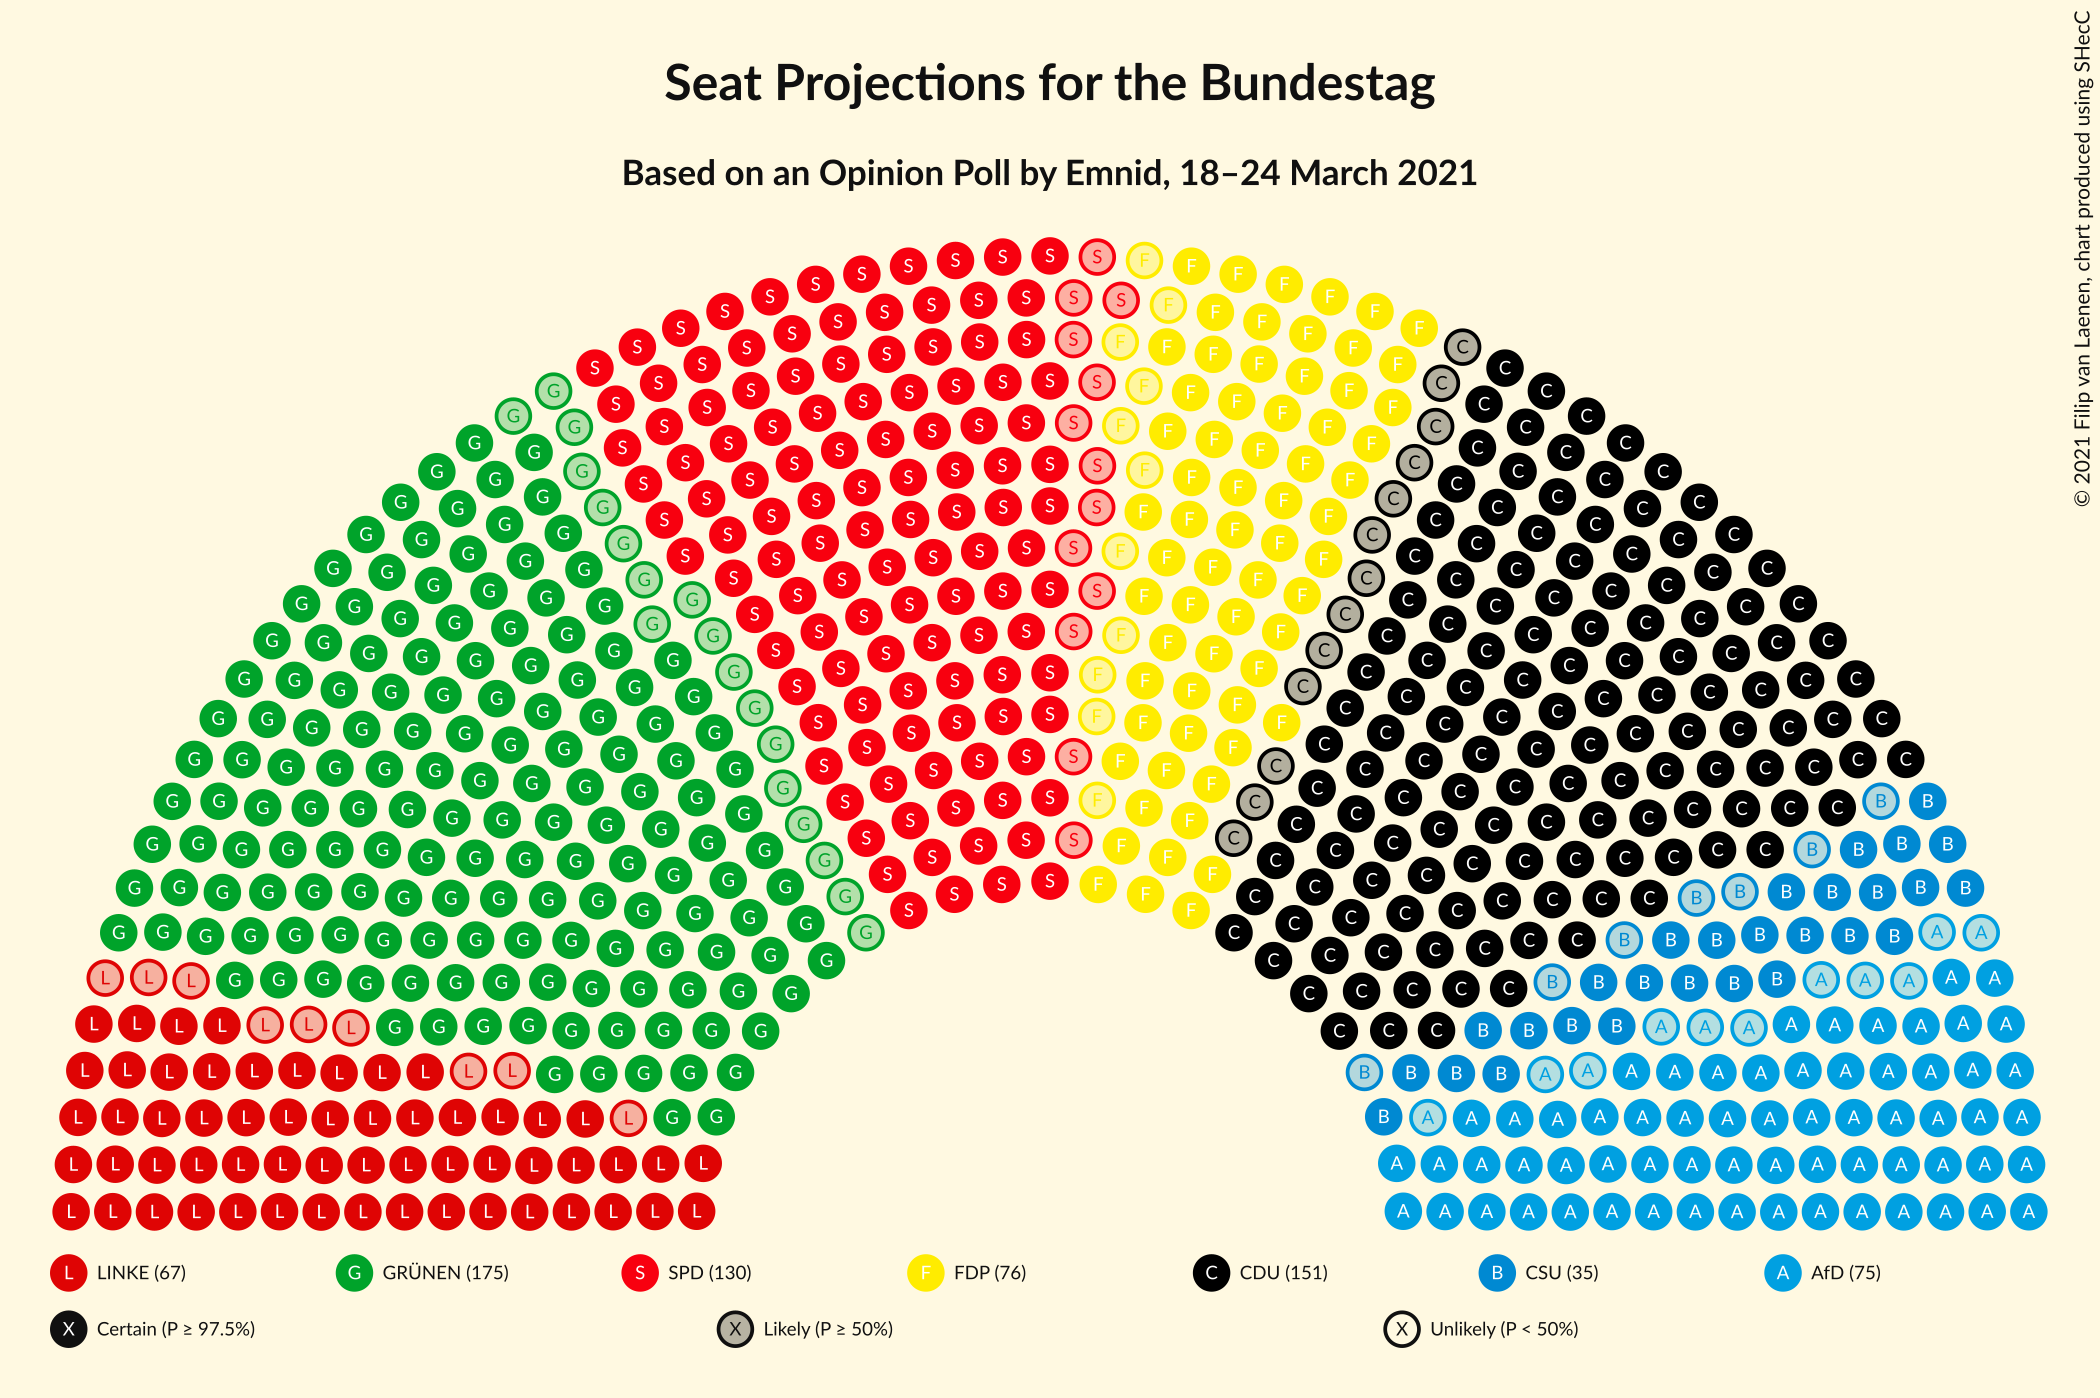 Seat Projections for the Bundestag
Based on an Opinion Poll by Emnid, 18–24 March 2021
© 2021 Filip van Laenen, chart produced using SHecC
L LINKE (67) G GRÜNEN (175) S SPD (130) F FDP (76) C CDU (151) B CSU (35) A AfD (75)
X Certain (P ≥ 97.5%) X Likely (P ≥ 50%) X Unlikely (P < 50%)